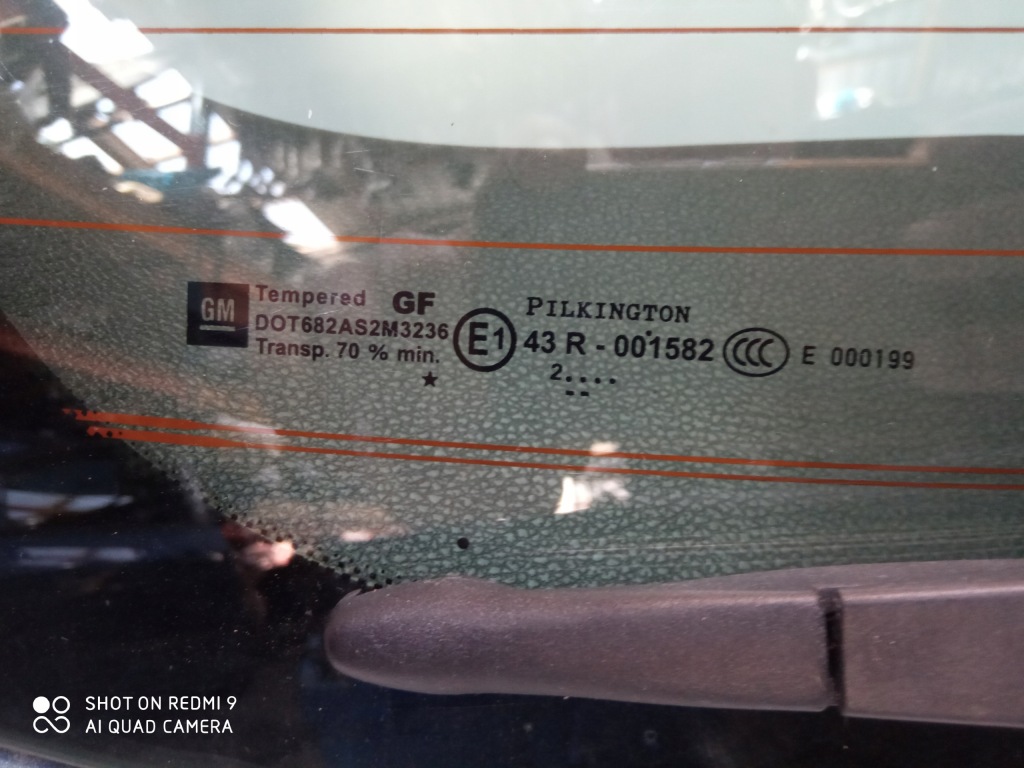 GM
Tempered GF
DOT682AS2M3236
Transp. 70 % min.
★
E1
PILKINGTON
43 R - 001582
2....
--
CCC E 000199
SHOT ON REDMI 9
AI QUAD CAMERA